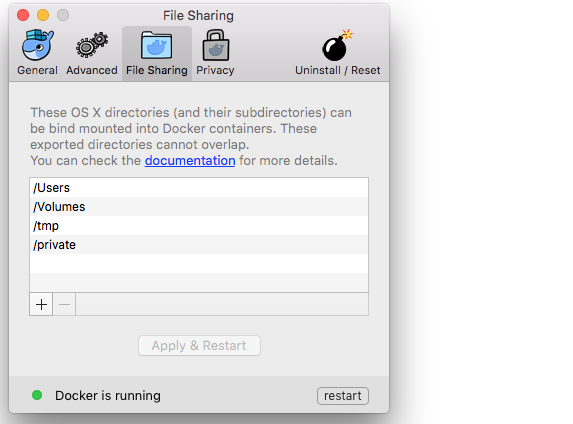 File Sharing
General Advanced File Sharing Privacy Uninstall / Reset
These OS X directories (and their subdirectories) can
be bind mounted into Docker containers. These
exported directories cannot overlap.
You can check the documentation for more details.
/Users
/Volumes
/tmp
/private
Apply & Restart
Docker is running restart